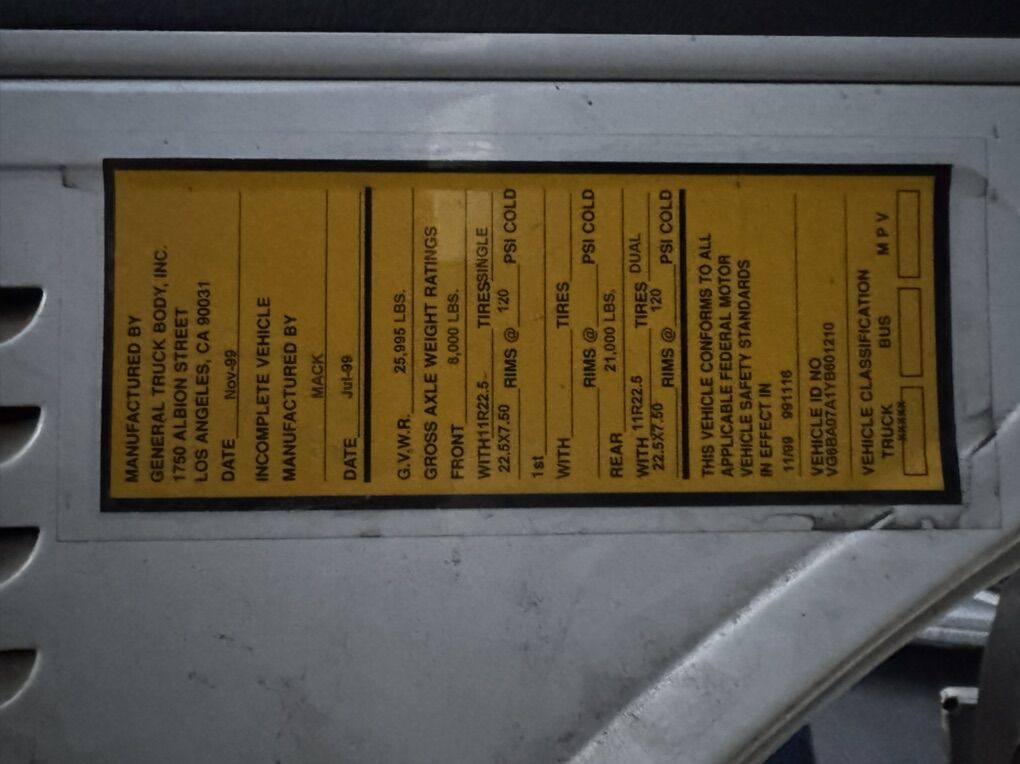 MANUFACTURED BY
GENERAL TRUCK BODY, INC.
1750 ALBION STREET
LOS ANGELES, CA 90031
DATE Nov-99
INCOMPLETE VEHICLE
MANUFACTURED BY
MACK
DATE Jul-99
G.V.W.R. 25,995 LBS.
GROSS AXLE WEIGHT RATINGS
FRONT 8,000 LBS.
WITH 11R22.5 TIRES SINGLE
22.5X7.50 RIMS @ 120 PSI COLD
1st
WITH TIRES
RIMS @ PSI COLD
REAR 21,000 LBS.
WITH 11R22.5 TIRES DUAL
22.5X7.50 RIMS @ 120 PSI COLD
THIS VEHICLE CONFORMS TO ALL
APPLICABLE FEDERAL MOTOR
VEHICLE SAFETY STANDARDS
IN EFFECT IN
11/99 991116
VEHICLE ID NO
VG6BA07A1YB601210
VEHICLE CLASSIFICATION
TRUCK BUS M P V
XXXX